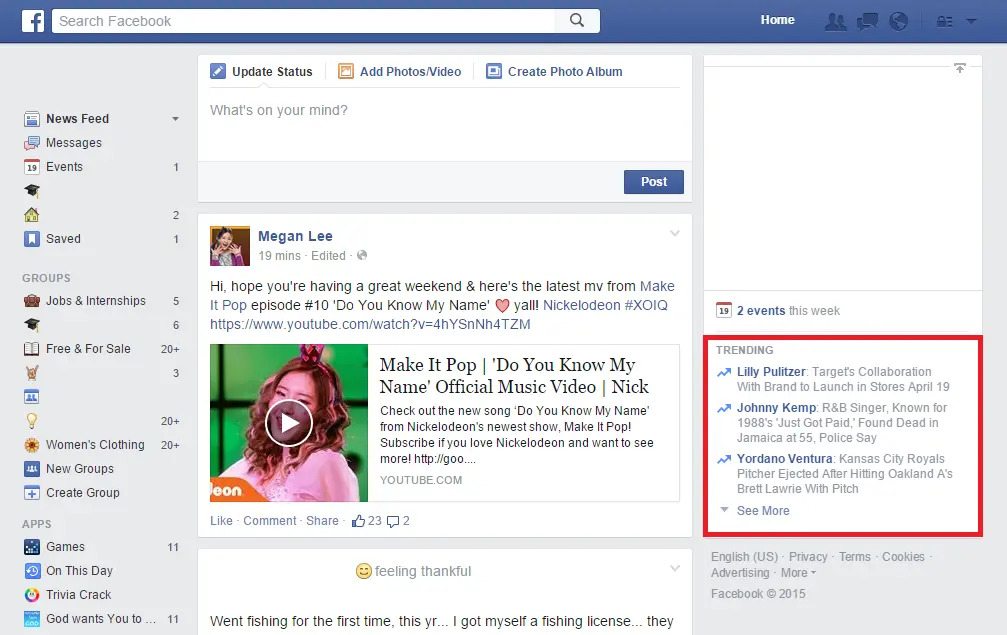 f
Search Facebook
Home
News Feed
Messages
19 Events 1
2
Saved 1
GROUPS
Jobs & Internships 5
6
Free & For Sale 20+
3
20+
Women's Clothing 20+
New Groups
Create Group
APPS
Games 11
On This Day
Trivia Crack
God wants You to ... 11
Update Status
Add Photos/Video
Create Photo Album
What's on your mind?
Post
Megan Lee
19 mins · Edited ·
Hi, hope you're having a great weekend & here's the latest mv from Make
It Pop episode #10 'Do You Know My Name' yall! Nickelodeon #XOIQ
https://www.youtube.com/watch?v=4hYSnNh4TZM
leon
Make It Pop | 'Do You Know My
Name' Official Music Video | Nick
Check out the new song 'Do You Know My Name'
from Nickelodeon's newest show, Make It Pop!
Subscribe if you love Nickelodeon and want to see
more! http://goo....
YOUTUBE.COM
Like · Comment · Share · 23 2
feeling thankful
Went fishing for the first time, this yr... I got myself a fishing license... they
19 2 events this week
TRENDING
Lilly Pulitzer: Target's Collaboration
With Brand to Launch in Stores April 19
Johnny Kemp: R&B Singer, Known for
1988's 'Just Got Paid,' Found Dead in
Jamaica at 55, Police Say
Yordano Ventura: Kansas City Royals
Pitcher Ejected After Hitting Oakland A's
Brett Lawrie With Pitch
See More
English (US) · Privacy · Terms · Cookies ·
Advertising · More
Facebook © 2015